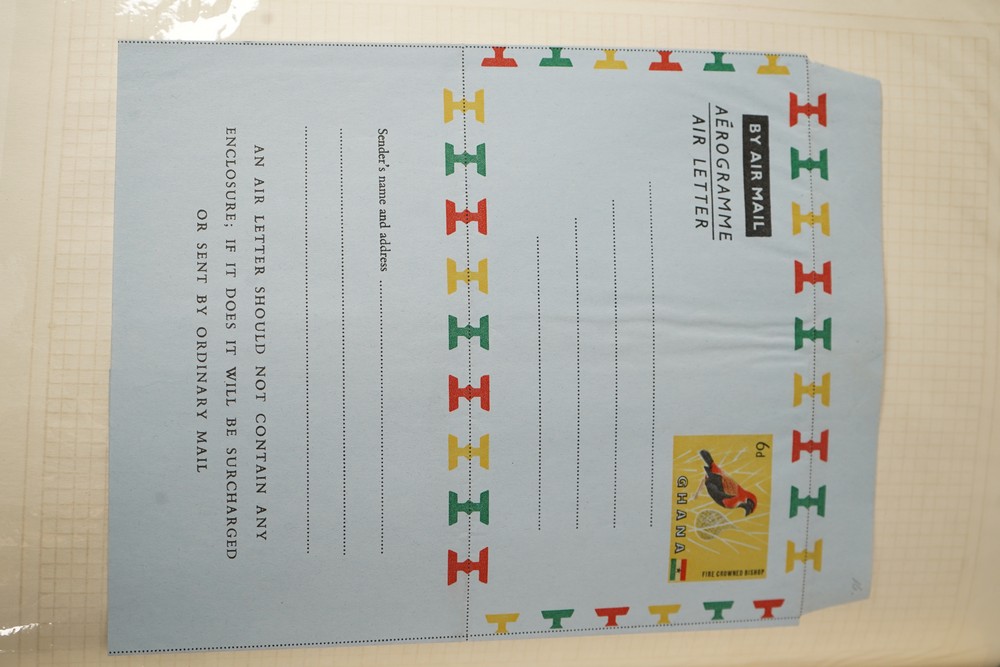 BY AIR MAIL
AÉROGRAMME
AIR LETTER
6d
GHANA
FIRE CROWNED BISHOP
Sender's name and address
AN AIR LETTER SHOULD NOT CONTAIN ANY
ENCLOSURE; IF IT DOES IT WILL BE SURCHARGED
OR SENT BY ORDINARY MAIL